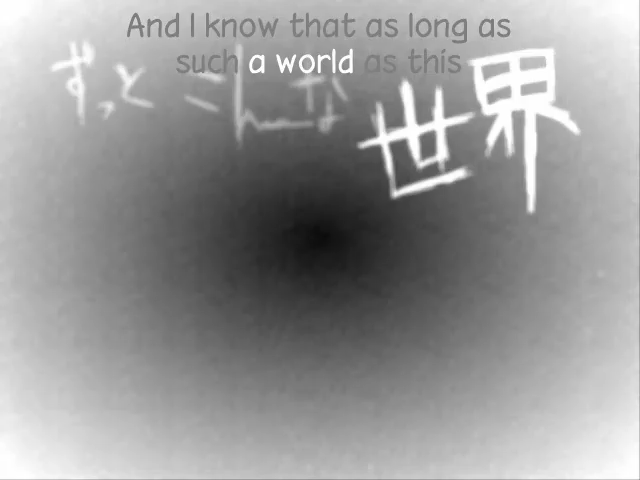 And I know that as long as
such a world as this
ずっと こんな 世界